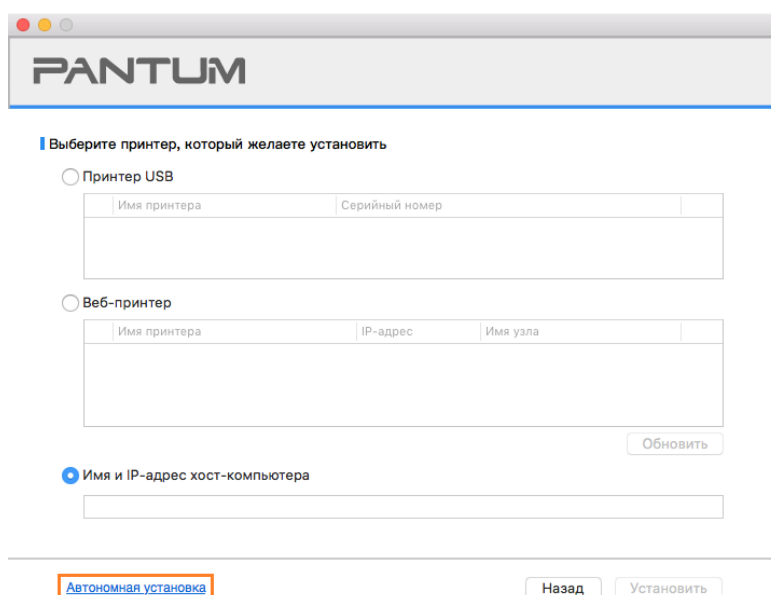 PANTUM
Выберите принтер, который желаете установить
Принтер USB
Имя принтера Серийный номер
Веб-принтер
Имя принтера IP-адрес Имя узла
Обновить
Имя и IP-адрес хост-компьютера
Автономная установка Назад Установить